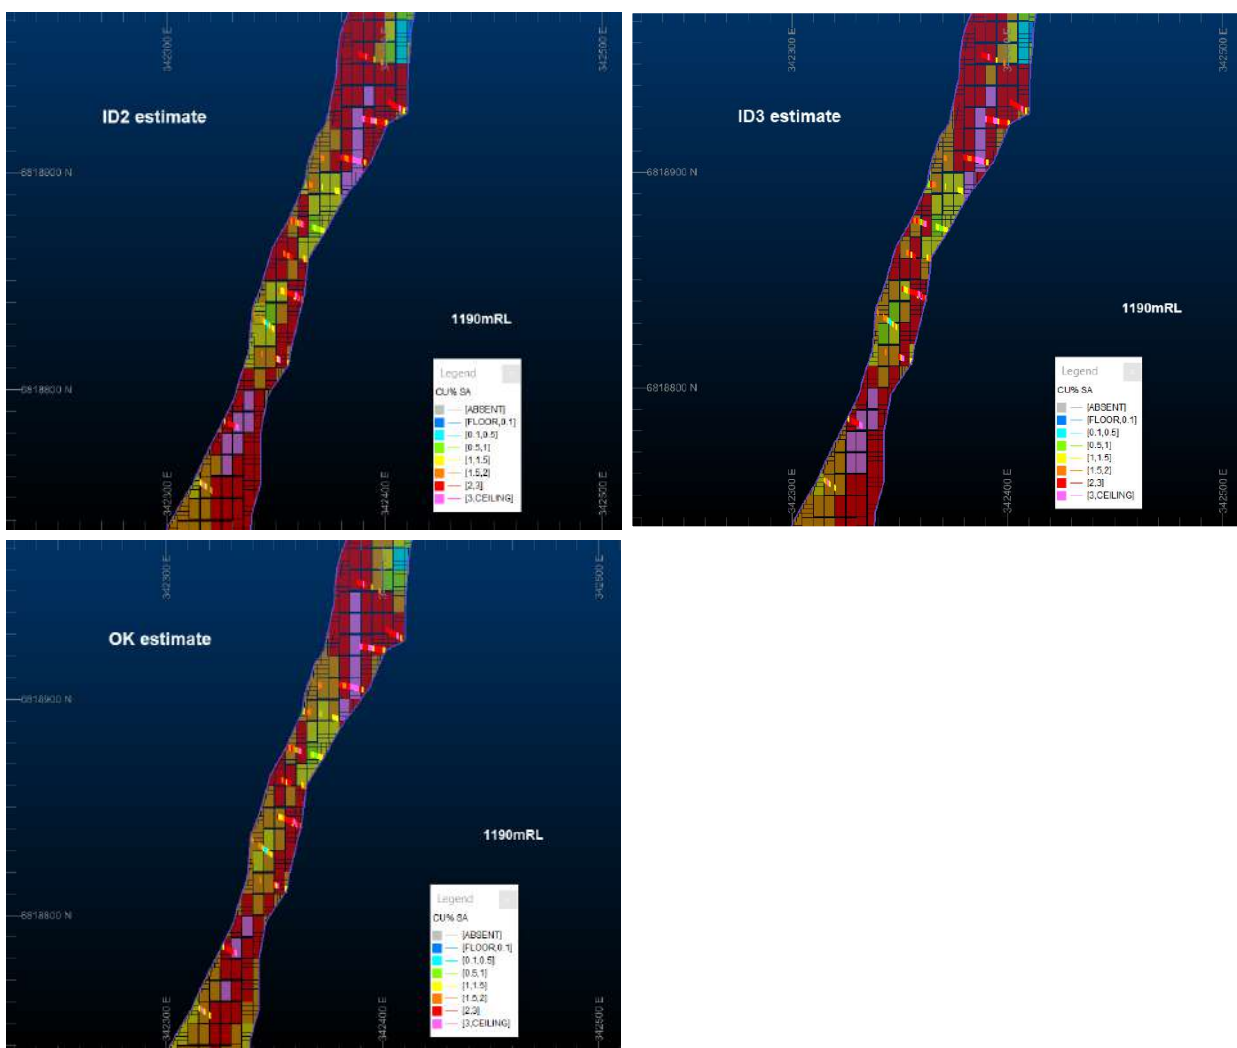 342300 E
342500 E
ID2 estimate
6818900 N
1190mRL
6818800 N
Legend
CU% SA
[ABSENT]
[FLOOR,0.1]
[0.1,0.5]
[0.5,1]
[1,1.5]
[1.5,2]
[2,3]
[3,CEILING]
342300 E
342400 E
342500 E
342300 E
342500 E
ID3 estimate
6818900 N
1190mRL
6818800 N
Legend
CU% SA
[ABSENT]
[FLOOR,0.1]
[0.1,0.5]
[0.5,1]
[1,1.5]
[1.5,2]
[2,3]
[3,CEILING]
342300 E
342400 E
342500 E
342300 E
342500 E
OK estimate
6818900 N
1190mRL
6818800 N
Legend
CU% SA
[ABSENT]
[FLOOR,0.1]
[0.1,0.5]
[0.5,1]
[1,1.5]
[1.5,2]
[2,3]
[3,CEILING]
342300 E
342400 E
342500 E